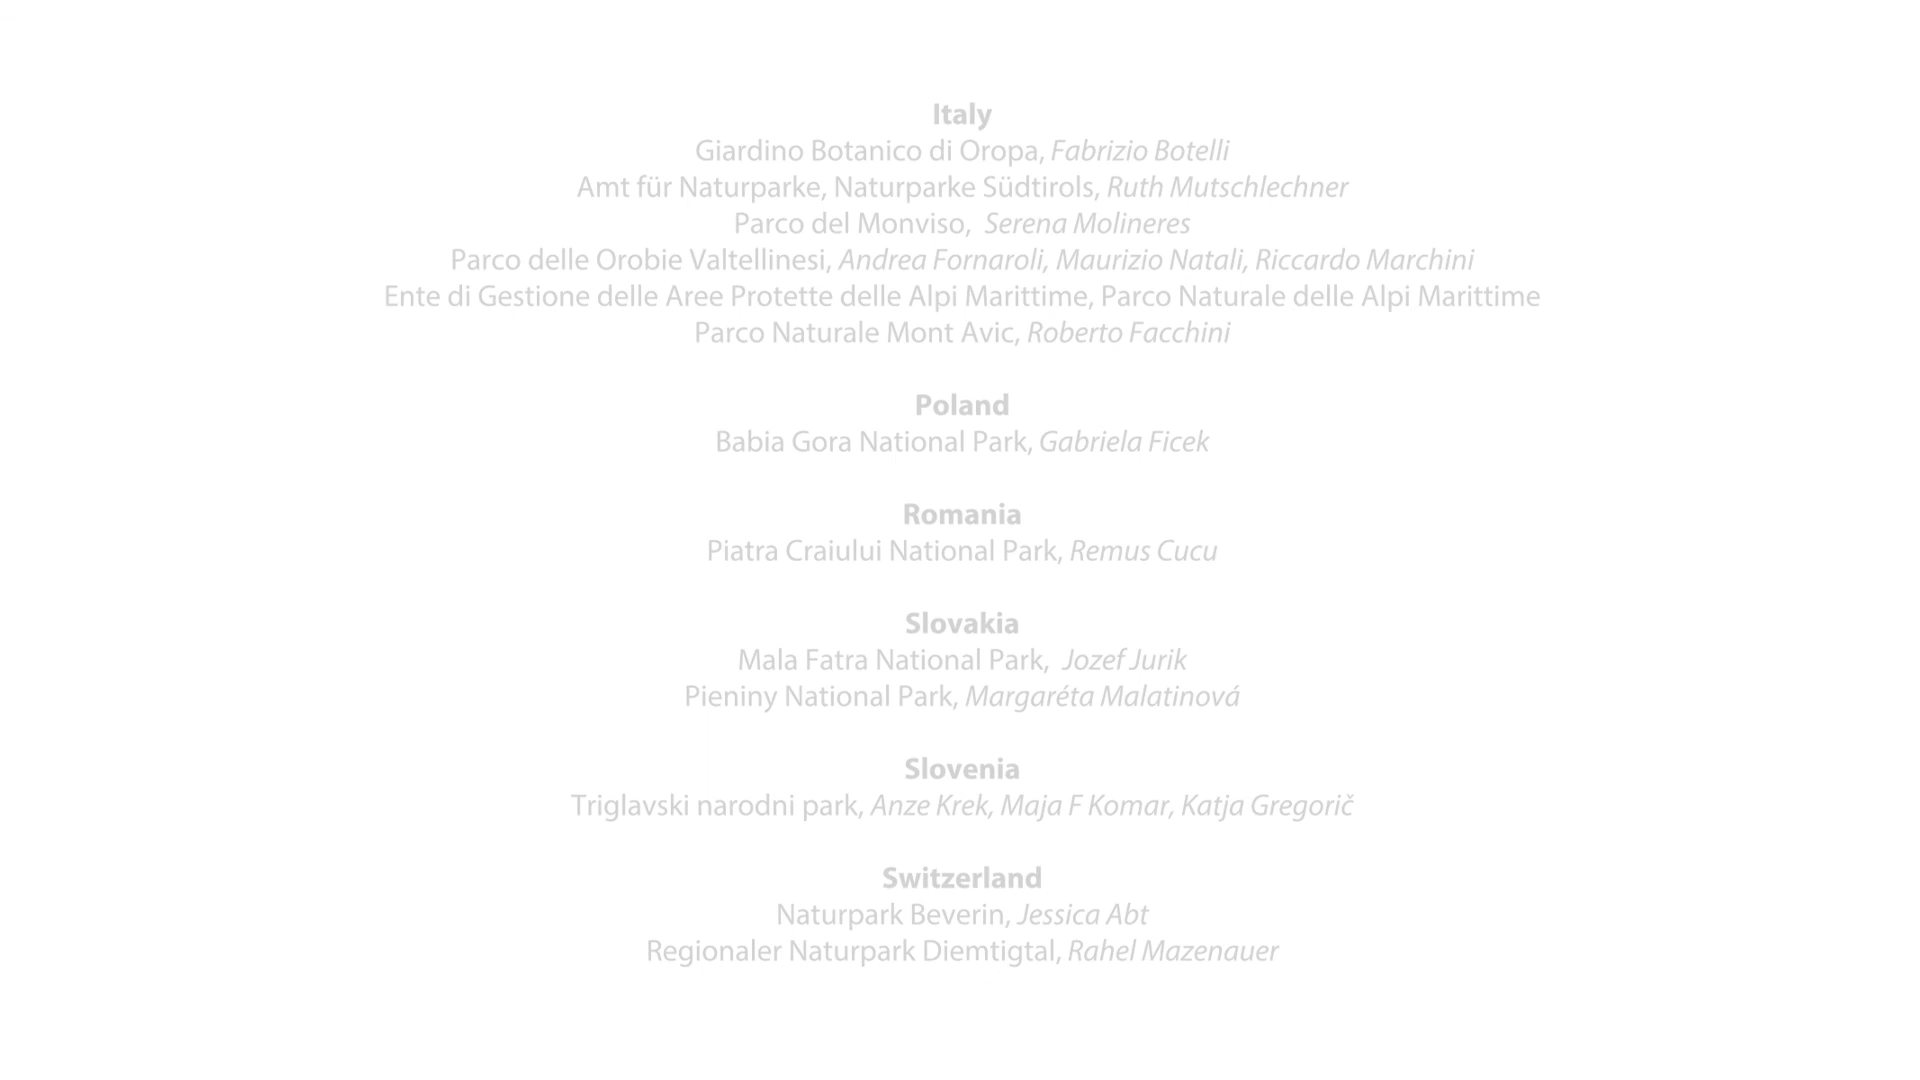 Italy
Giardino Botanico di Oropa, Fabrizio Botelli
Amt für Naturparke, Naturparke Südtirols, Ruth Mutschlechner
Parco del Monviso, Serena Molineres
Parco delle Orobie Valtellinesi, Andrea Fornaroli, Maurizio Natali, Riccardo Marchini
Ente di Gestione delle Aree Protette delle Alpi Marittime, Parco Naturale delle Alpi Marittime
Parco Naturale Mont Avic, Roberto Facchini
Poland
Babia Gora National Park, Gabriela Ficek
Romania
Piatra Craiului National Park, Remus Cucu
Slovakia
Mala Fatra National Park, Jozef Jurik
Pieniny National Park, Margaréta Malatinová
Slovenia
Triglavski narodni park, Anze Krek, Maja F Komar, Katja Gregorič
Switzerland
Naturpark Beverin, Jessica Abt
Regionaler Naturpark Diemtigtal, Rahel Mazenauer